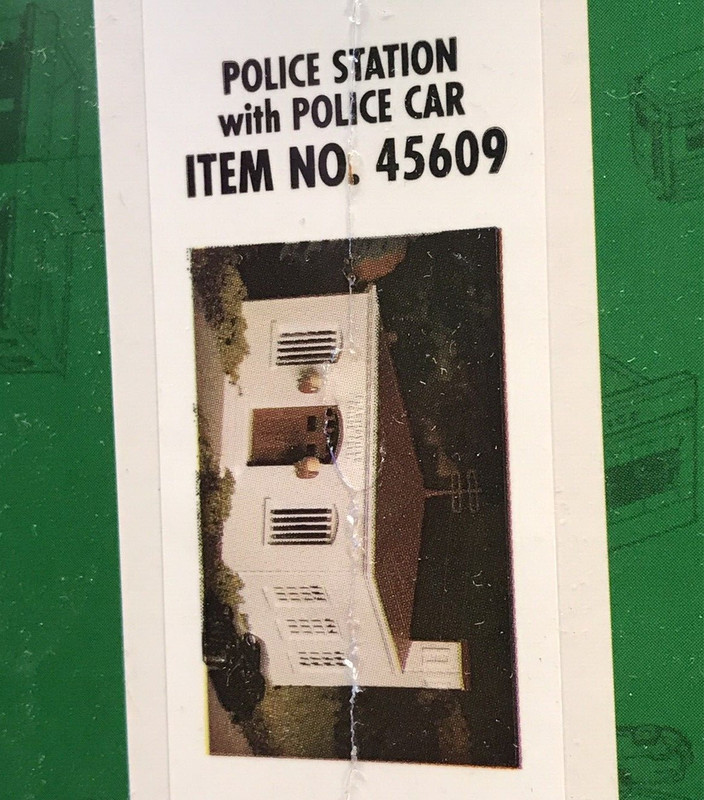 POLICE STATION
with POLICE CAR
ITEM NO. 45609